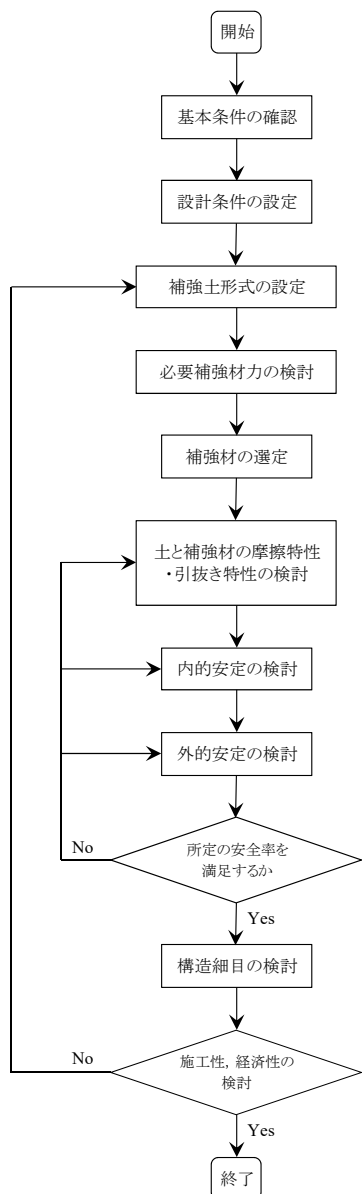 開始
基本条件の確認
設計条件の設定
補強土形式の設定
必要補強材力の検討
補強材の選定
土と補強材の摩擦特性
・引抜き特性の検討
内的安定の検討
外的安定の検討
所定の安全率を
満足するか
No
Yes
構造細目の検討
施工性, 経済性の
検討
No
Yes
終了